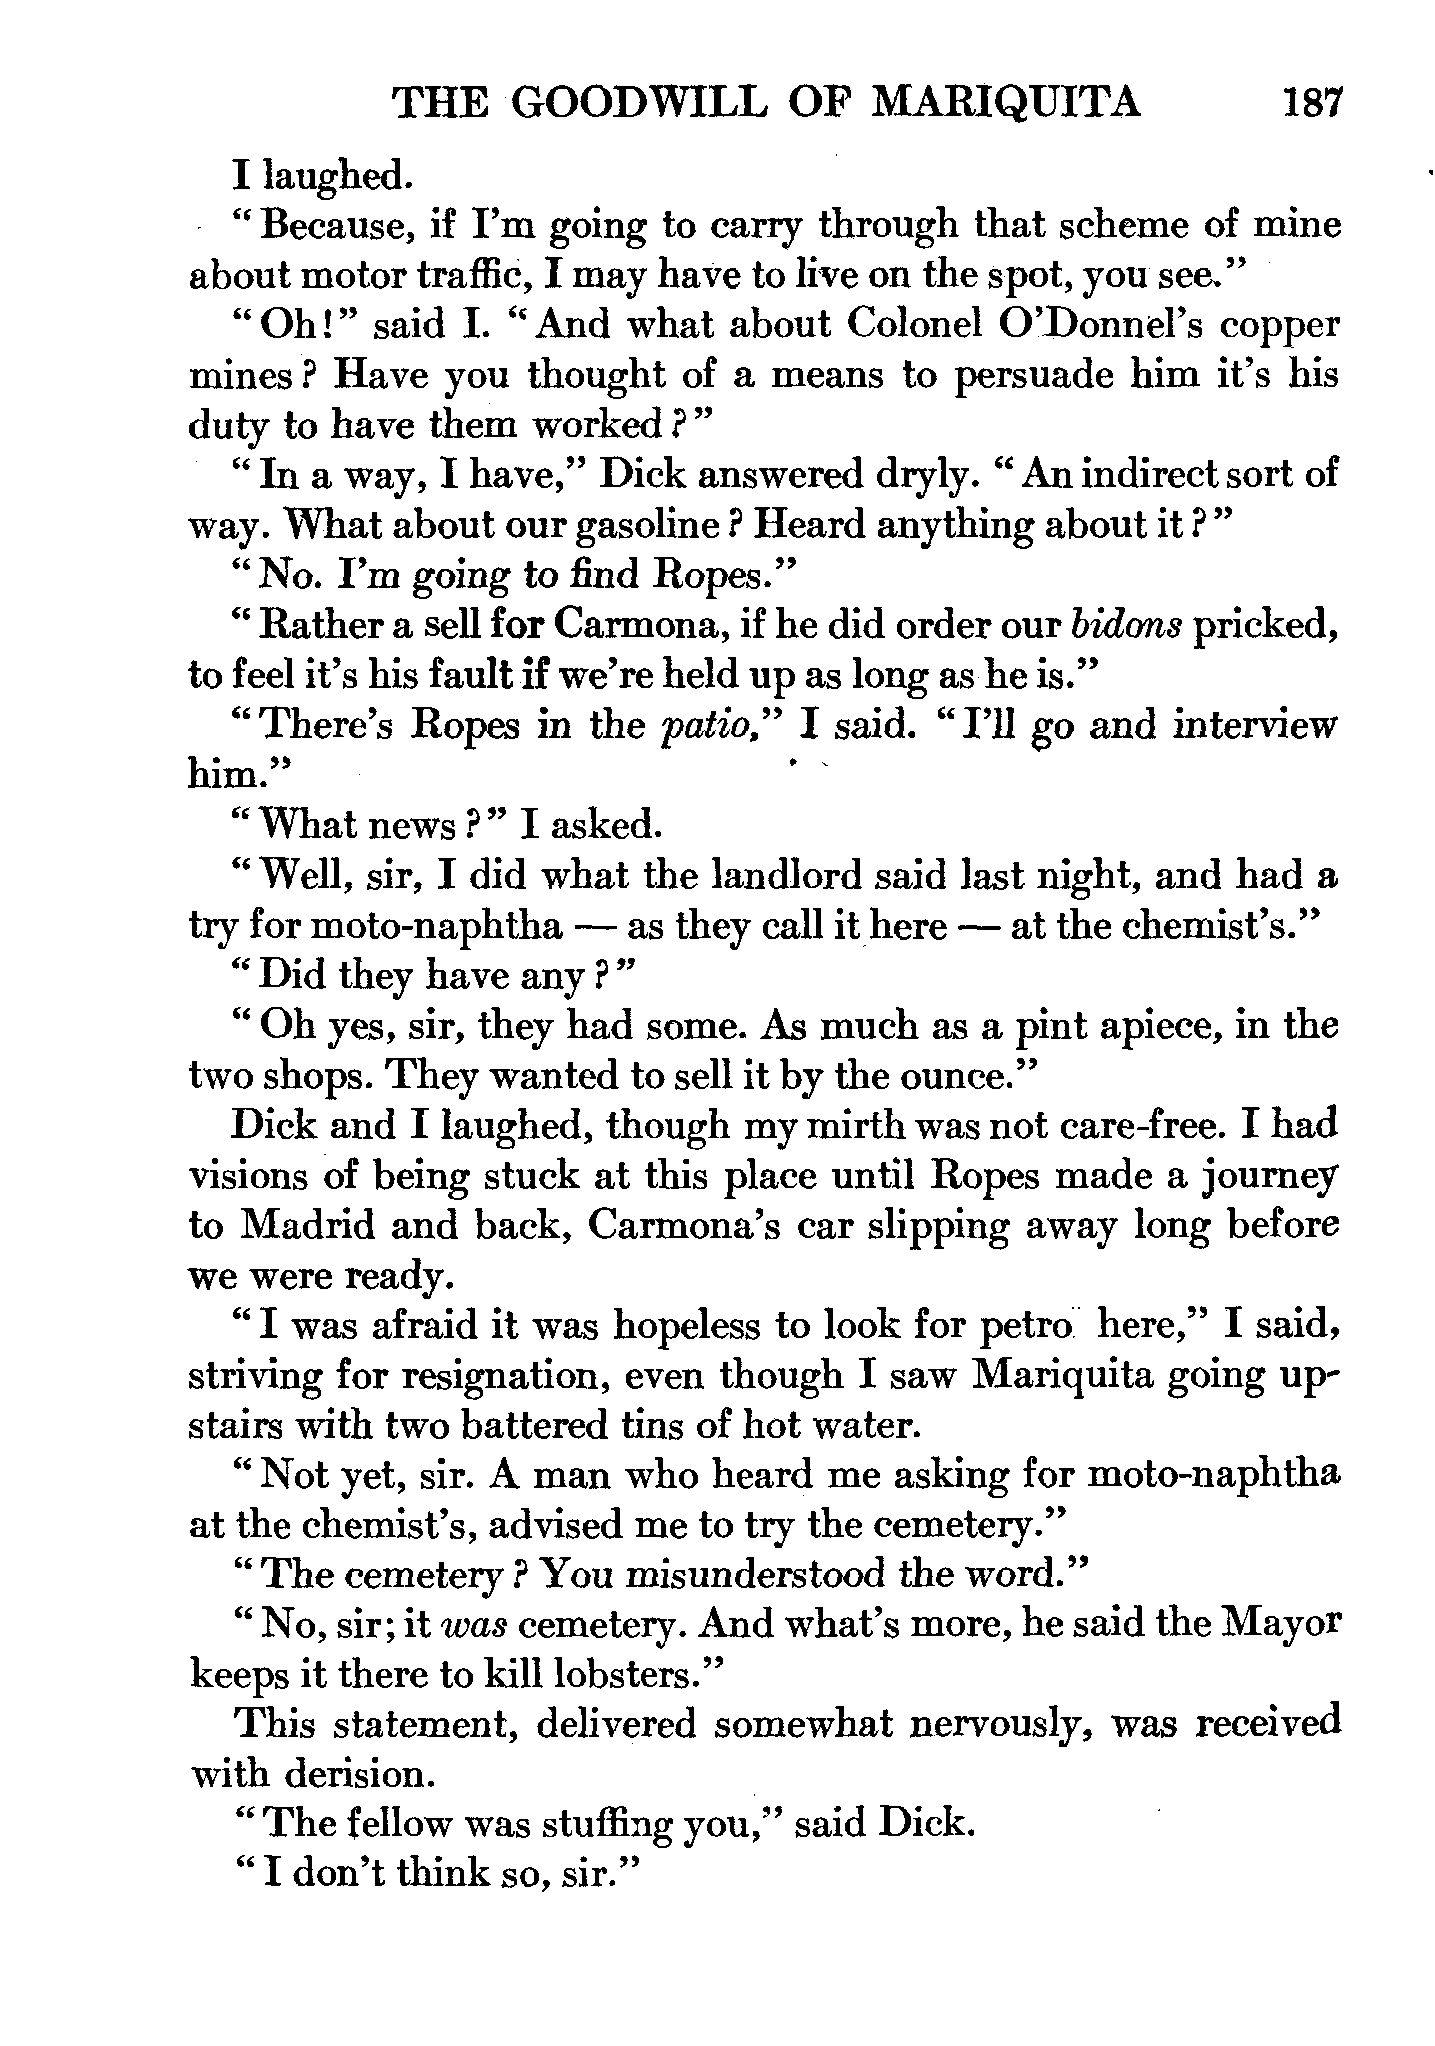 THE GOODWILL OF MARIQUITA 187
I laughed.
“Because, if I'm going to carry through that scheme of mine
about motor traffic, I may have to live on the spot, you see.”
“Oh!” said I. “And what about Colonel O'Donnel's copper
mines? Have you thought of a means to persuade him it's his
duty to have them worked?”
“In a way, I have,” Dick answered dryly. “An indirect sort of
way. What about our gasoline? Heard anything about it?”
“No. I'm going to find Ropes.”
“Rather a sell for Carmona, if he did order our bidons pricked,
to feel it's his fault if we're held up as long as he is.”
“There's Ropes in the patio,” I said. “I'll go and interview
him.”
“What news?” I asked.
“Well, sir, I did what the landlord said last night, and had a
try for moto-naphtha — as they call it here — at the chemist's.”
“Did they have any?”
“Oh yes, sir, they had some. As much as a pint apiece, in the
two shops. They wanted to sell it by the ounce.”
Dick and I laughed, though my mirth was not care-free. I had
visions of being stuck at this place until Ropes made a journey
to Madrid and back, Carmona's car slipping away long before
we were ready.
“I was afraid it was hopeless to look for petro here,” I said,
striving for resignation, even though I saw Mariquita going up-
stairs with two battered tins of hot water.
“Not yet, sir. A man who heard me asking for moto-naphtha
at the chemist's, advised me to try the cemetery.”
“The cemetery? You misunderstood the word.”
“No, sir; it was cemetery. And what's more, he said the Mayor
keeps it there to kill lobsters.”
This statement, delivered somewhat nervously, was received
with derision.
“The fellow was stuffing you,” said Dick.
“I don't think so, sir.”